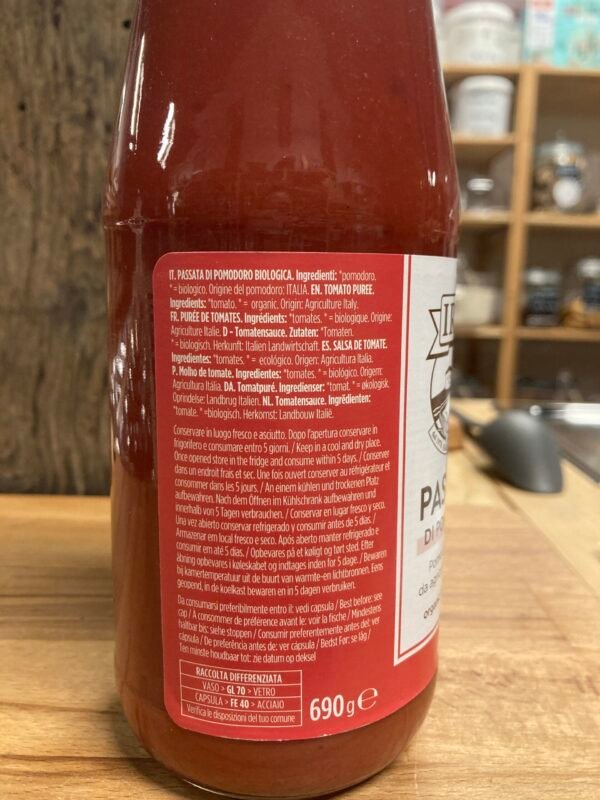 IT. PASSATA DI POMODORO BIOLOGICA. Ingredienti: *pomodoro.
*= biologico. Origine del pomodoro: ITALIA. EN. TOMATO PUREE.
Ingredients: *tomato. *= organic. Origin: Agriculture Italy.
FR. PURÉE DE TOMATES. Ingrédients: *tomates. *= biologique. Origine:
Agriculture Italie. D - Tomatensauce. Zutaten: *Tomaten.
*= biologisch. Herkunft: Italien Landwirtschaft. ES. SALSA DE TOMATE.
Ingredientes: *tomates. *= ecológico. Origen: Agricultura Italia.
P. Molho de tomate. Ingredientes: *tomates. *= biológico. Origem:
Agricultura Itália. DA. Tomatpuré. Ingredienser: *tomat. *= økologisk.
Oprindelse: Landbrug Italien. NL. Tomatensauce. Ingrëdienten:
*tomate. *=biologisch. Herkomst: Landbouw Italië.
Conservare in luogo fresco e asciutto. Dopo l'apertura conservare in
frigorifero e consumare entro 5 giorni. / Keep in a cool and dry place.
Once opened store in the fridge and consume within 5 days. / Conserver
dans un endroit frais et sec. Une fois ouvert conserver au réfrigérateur et
consommer dans les 5 jours. / An einem kühlen und trockenen Platz
aufbewahren. Nach dem Öffnen im Kühlschrank aufbewahren und
innerhalb von 5 Tagen verbrauchen. / Conservar en lugar fresco y seco.
Una vez abierto conservar refrigerado y consumir antes de 5 dias. /
Armazenar em local fresco e seco. Após aberto manter refrigerado e
consumir em até 5 dias. / Opbevares på et køligt og tørt sted. Efter
åbning opbevares i køleskabet og indtages inden for 5 dage. / Bewaren
bij kamertemperatuur uit de buurt van warmte-en lichtbronnen. Eens
geopend, in de koelkast bewaren en in 5 dagen verbruiken.
Da consumarsi preferibilmente entro il: vedi capsula / Best before: see
cap / A consommer de préférence avant le: voir la fische / Mindestens
haltbar bis: siehe stoppen / Consumir preferentemente antes del: ver
cápsula / De preferência antes de: ver cápsula / Bedst Før: se låg /
Ten minste houdbaar tot: zie datum op deksel
RACCOLTA DIFFERENZIATA
VASO > GL 70 > VETRO
CAPSULA > FE 40 > ACCIAIO
Verifica le disposizioni del tuo comune
690g e
PAS
DI PO
da ag